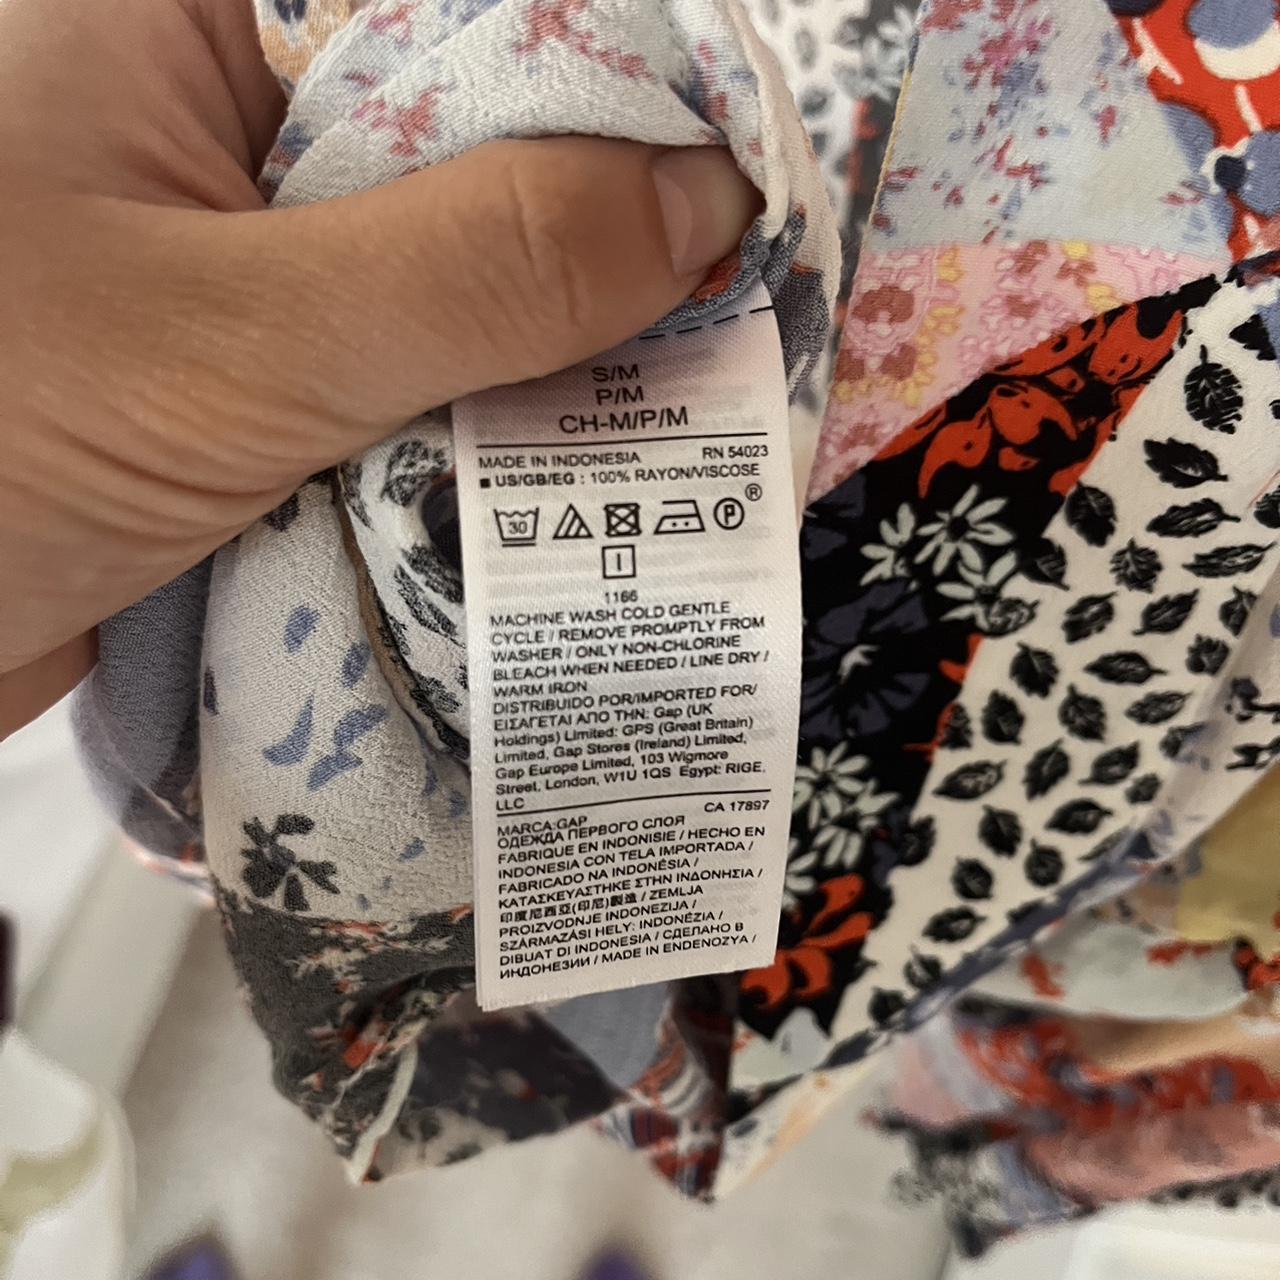 S/M
P/M
CH-M/P/M
MADE IN INDONESIA RN 54023
■ US/GB/EG : 100% RAYON/VISCOSE
30 P ®
I
1166
MACHINE WASH COLD GENTLE
CYCLE / REMOVE PROMPTLY FROM
WASHER / ONLY NON-CHLORINE
BLEACH WHEN NEEDED / LINE DRY /
WARM IRON
DISTRIBUIDO POR/IMPORTED FOR/
ΕΙΣΑΓΕΤΑΙ ΑΠΟ ΤΗΝ: Gap (UK
Holdings) Limited: GPS (Great Britain)
Limited, Gap Stores (Ireland) Limited,
Gap Europe Limited, 103 Wigmore
Street, London, W1U 1QS Egypt: RIGE,
LLC
CA 17897
MARCA:GAP
ОДЕЖДА ПЕРВОГО СЛОЯ
FABRIQUE EN INDONISIE / HECHO EN
INDONESIA CON TELA IMPORTADA /
FABRICADO NA INDONÉSIA /
ΚΑΤΑΣΚΕΥΑΣΤΗΚΕ ΣΤΗΝ ΙΝΔΟΝΗΣΙΑ /
印度尼西亞(印尼)製造 / ZEMLJA
PROIZVODNJE INDONEZIJA /
SZÁRMAZÁSI HELY: INDONÉZIA /
DIBUAT DI INDONESIA / СДЕЛАНО В
ИНДОНЕЗИИ / MADE IN ENDENOZYA /